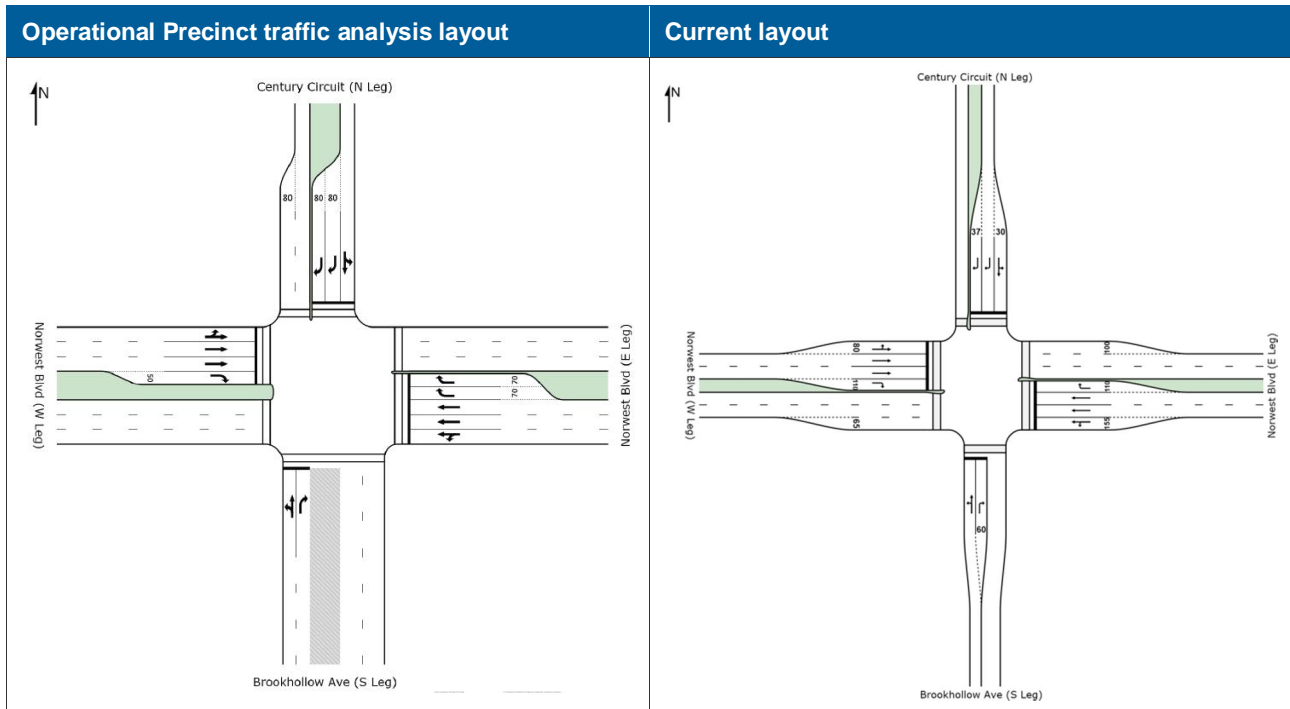 Operational Precinct traffic analysis layout
Current layout
Century Circuit (N Leg)
N
80
80 80
Norwest Blvd (W Leg)
50
70
70
Norwest Blvd (E Leg)
Brookhollow Ave (S Leg)
Century Circuit (N Leg)
N
37
30
Norwest Blvd (W Leg)
80
110
65
100
110
155
Norwest Blvd (E Leg)
60
Brookhollow Ave (S Leg)